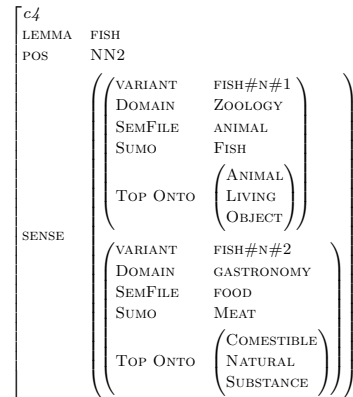 c4
LEMMA FISH
POS NN2
VARIANT FISH#N#1
DOMAIN ZOOLOGY
SEMFILE ANIMAL
SUMO FISH
ANIMAL
TOP ONTO LIVING
OBJECT
SENSE
VARIANT FISH#N#2
DOMAIN GASTRONOMY
SEMFILE FOOD
SUMO MEAT
COMESTIBLE
TOP ONTO NATURAL
SUBSTANCE